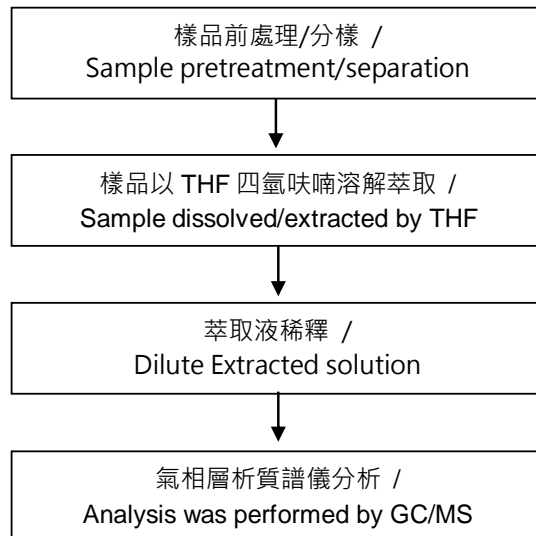 樣品前處理/分樣 /
Sample pretreatment/separation
樣品以 THF 四氫呋喃溶解萃取 /
Sample dissolved/extracted by THF
萃取液稀釋 /
Dilute Extracted solution
氣相層析質譜儀分析 /
Analysis was performed by GC/MS